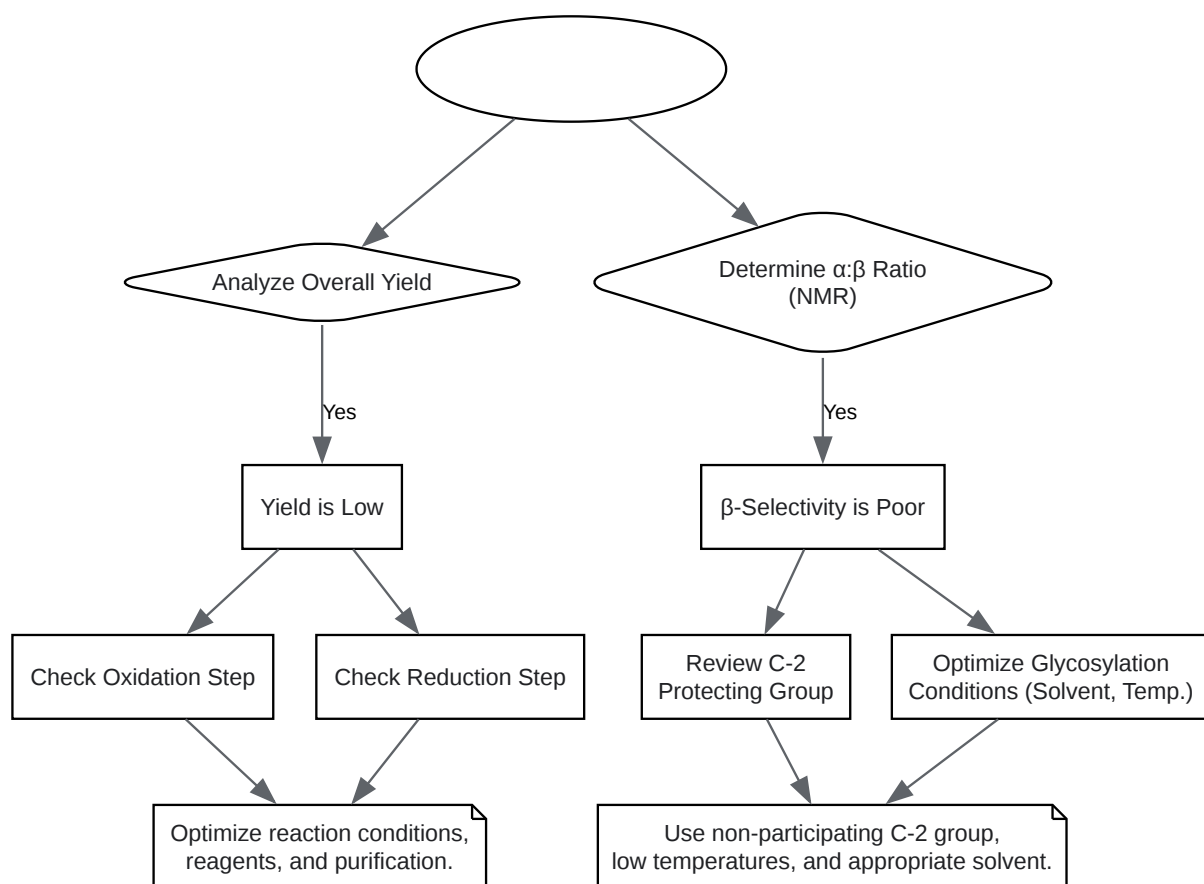 Analyze Overall Yield
Determine α:β Ratio
(NMR)
Yes
Yes
Yield is Low
β-Selectivity is Poor
Check Oxidation Step
Check Reduction Step
Review C-2
Protecting Group
Optimize Glycosylation
Conditions (Solvent, Temp.)
Optimize reaction conditions,
reagents, and purification.
Use non-participating C-2 group,
low temperatures, and appropriate solvent.